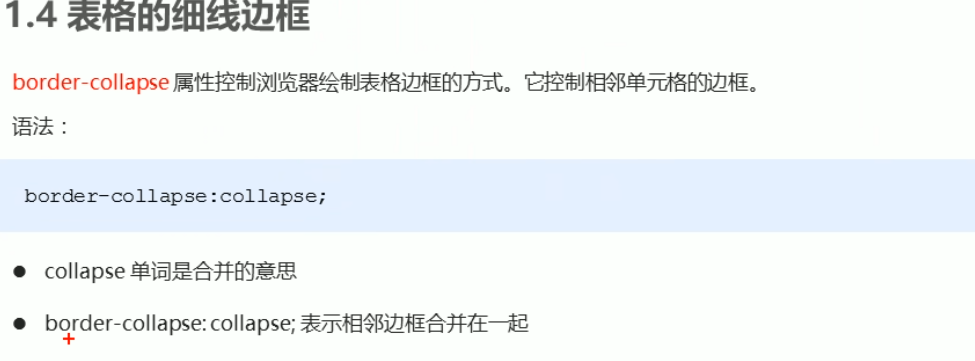 1.4 表格的细线边框
border-collapse 属性控制浏览器绘制表格边框的方式。它控制相邻单元格的边框。
语法：
border-collapse:collapse;
● collapse 单词是合并的意思
● border-collapse: collapse; 表示相邻边框合并在一起